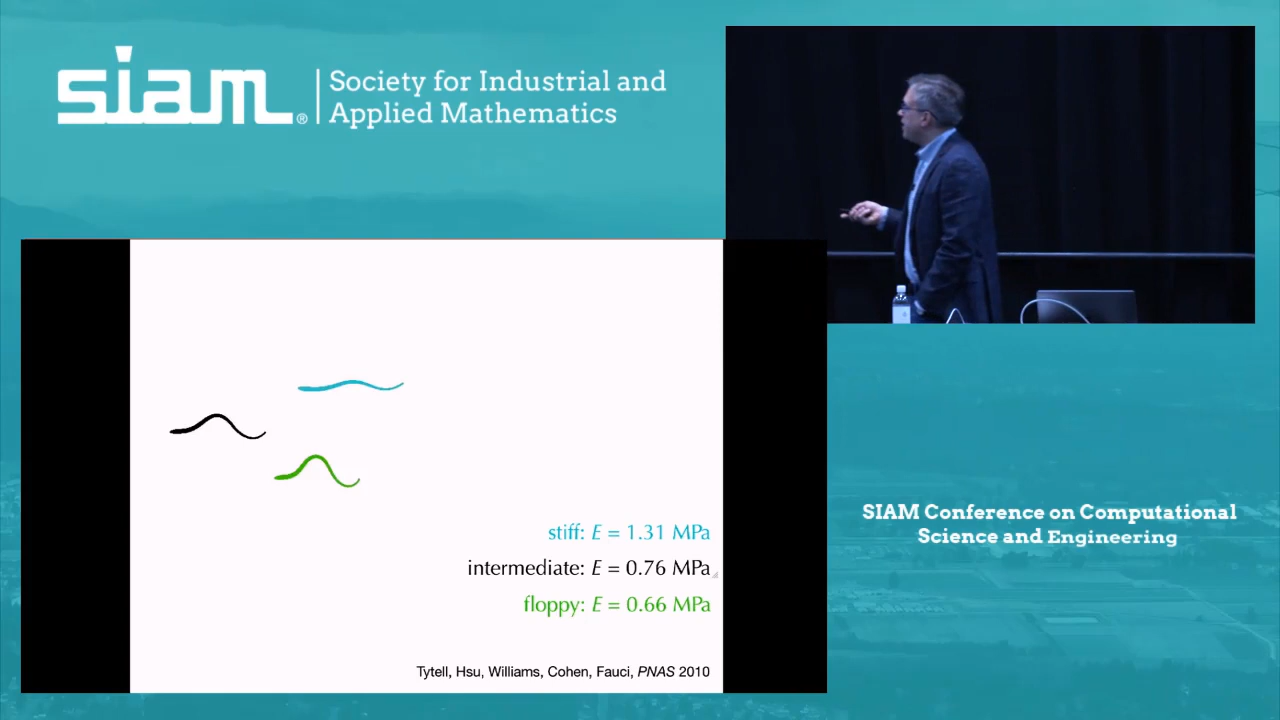 siam®
Society for Industrial and
Applied Mathematics
stiff: E = 1.31 MPa
intermediate: E = 0.76 MPa
floppy: E = 0.66 MPa
Tytell, Hsu, Williams, Cohen, Fauci, PNAS 2010
SIAM Conference on Computational
Science and Engineering